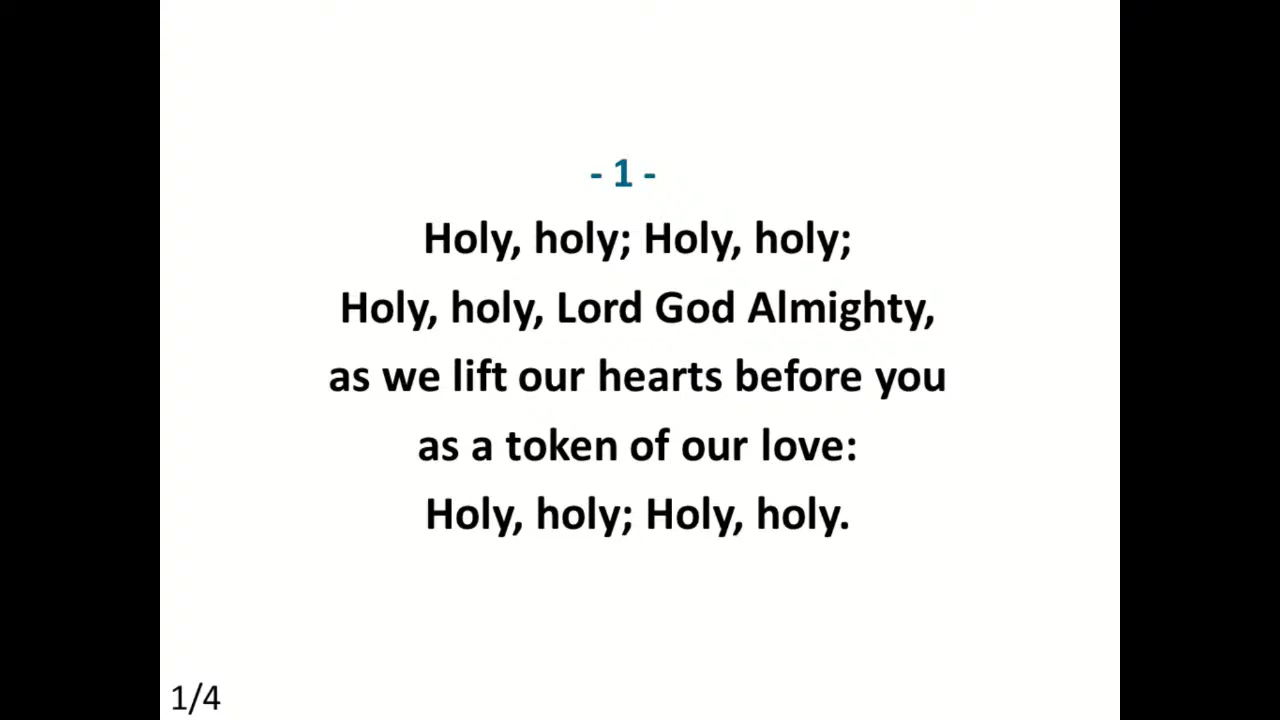 - 1 -
Holy, holy; Holy, holy;
Holy, holy, Lord God Almighty,
as we lift our hearts before you
as a token of our love:
Holy, holy; Holy, holy.
1/4